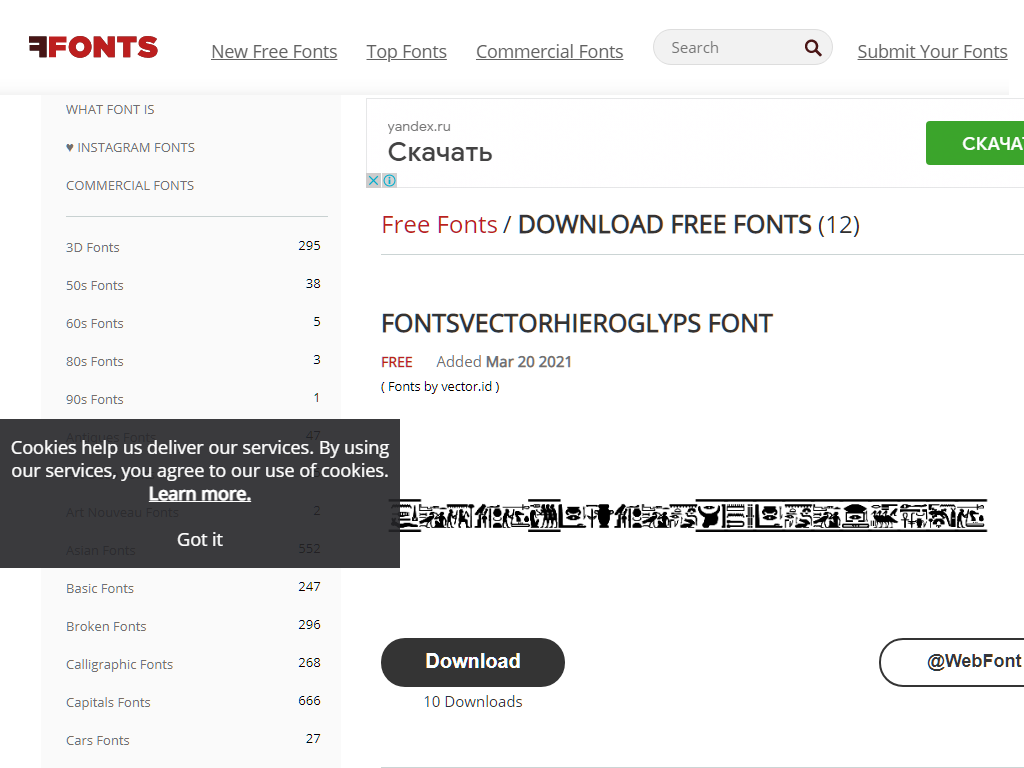 FFONTS
New Free Fonts
Top Fonts
Commercial Fonts
Search
Submit Your Fonts
WHAT FONT IS
♥ INSTAGRAM FONTS
COMMERCIAL FONTS
3D Fonts 295
50s Fonts 38
60s Fonts 5
80s Fonts 3
90s Fonts 1
47
Cookies help us deliver our services. By using
our services, you agree to our use of cookies.
Learn more.
Art Nouveau Fonts 2
Got it
Asian Fonts 552
Basic Fonts 247
Broken Fonts 296
Calligraphic Fonts 268
Capitals Fonts 666
Cars Fonts 27
yandex.ru
Скачать
Free Fonts / DOWNLOAD FREE FONTS (12)
FONTSVECTORHIEROGLYPS FONT
FREE Added Mar 20 2021
( Fonts by vector.id )
Download
@WebFont
10 Downloads